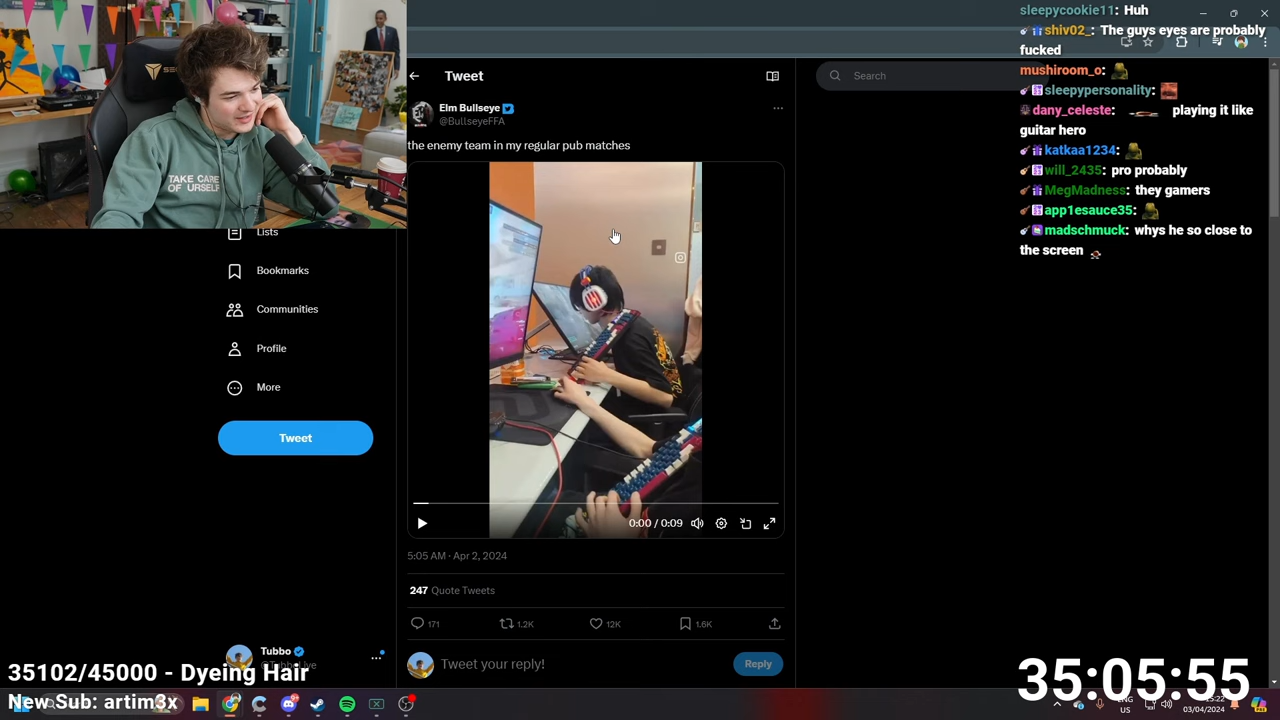 TAKE CARE
OF URSELF
Tweet
Search
Elm Bullseye
@BullseyeFFA
the enemy team in my regular pub matches
Lists
Bookmarks
Communities
Profile
More
Tweet
0:00 / 0:09
5:05 AM · Apr 2, 2024
247 Quote Tweets
171
1.2K
12K
1.6K
Tweet your reply!
Reply
Tubbo
35102/45000 - Dyeing Hair
New Sub: artim3x
sleepycookie11: Huh
shiv02_: The guys eyes are probably
fucked
mushiroom_o:
sleepypersonality:
dany_celeste: playing it like
guitar hero
katkaa1234:
will_2435: pro probably
MegMadness: they gamers
app1esauce35:
madschmuck: whys he so close to
the screen
35:05:55
ENG
US
15:22
03/04/2024